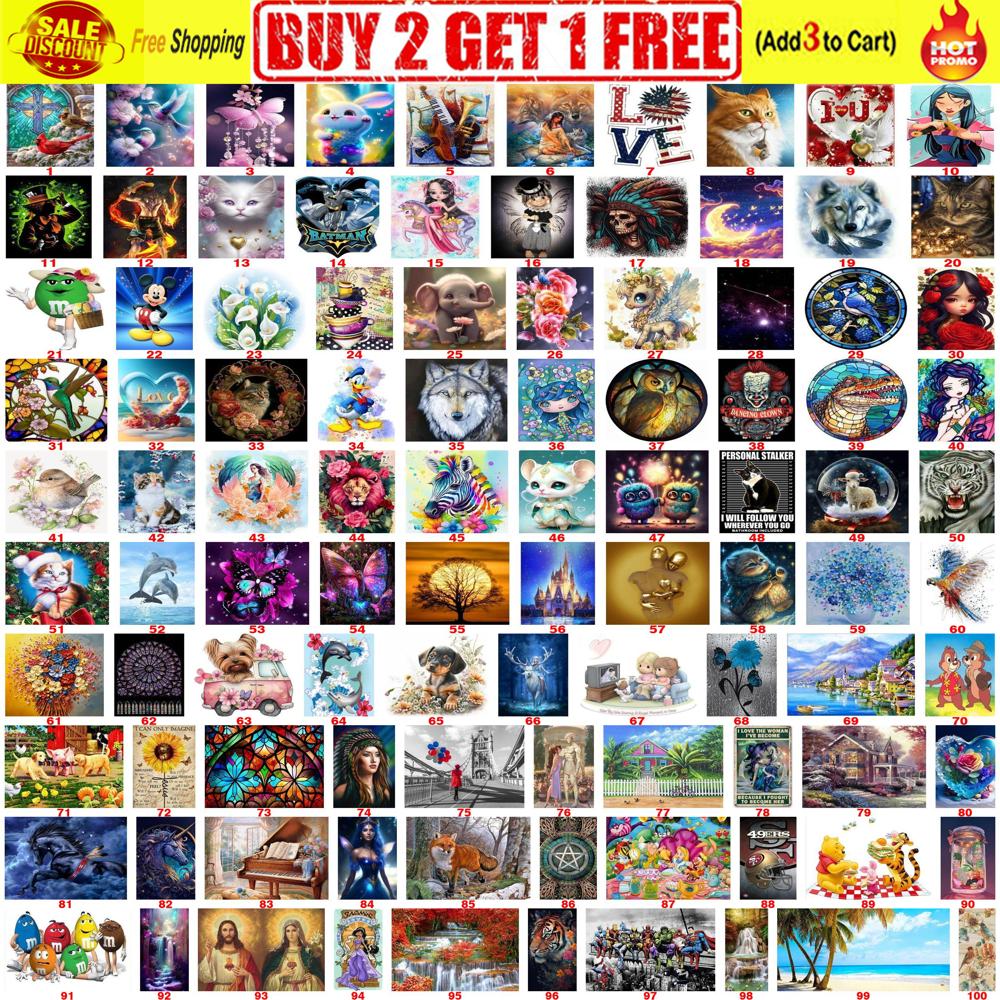 SALE
DISCOUNT
Free Shopping
BUY 2 GET 1 FREE
(Add 3 to Cart)
HOT
PROMO
LOVE
I U
1 2 3 4 5 6 7 8 9 10
BATMAN
11 12 13 14 15 16 17 18 19 20
m
21 22 23 24 25 26 27 28 29 30
Love
DANCING CLOWN
31 32 33 34 35 36 37 38 39 40
PERSONAL STALKER
I WILL FOLLOW YOU
WHEREVER YOU GO
BATHROOM INCLUDED
41 42 43 44 45 46 47 48 49 50
51 52 53 54 55 56 57 58 59 60
61 62 63 64 65 66 67 68 69 70
I CAN ONLY IMAGINE
I LOVE THE WOMAN
I'VE BECOME
BECAUSE I FOUGHT
TO BECOME HER
71 72 73 74 75 76 77 78 79 80
49ERS
SF
81 82 83 84 85 86 87 88 89 90
m m m m m m
91 92 93 94 95 96 97 98 99 100